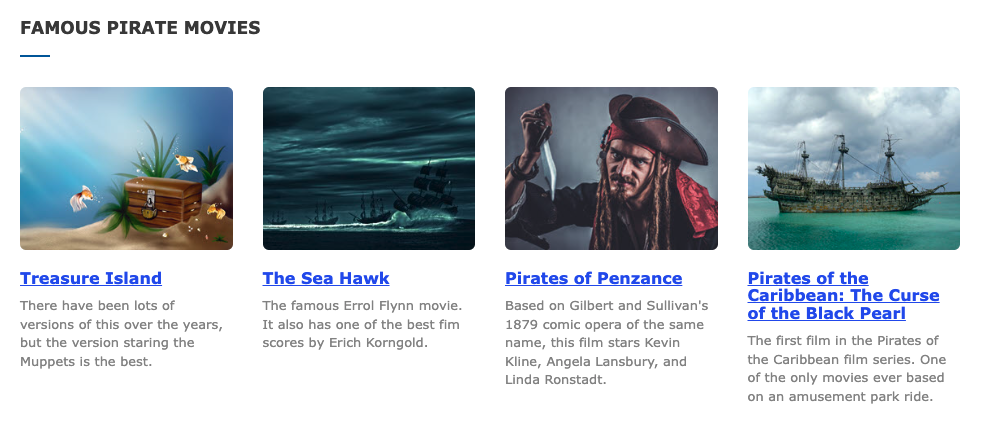 FAMOUS PIRATE MOVIES
Treasure Island
There have been lots of
versions of this over the years,
but the version staring the
Muppets is the best.
The Sea Hawk
The famous Errol Flynn movie.
It also has one of the best fim
scores by Erich Korngold.
Pirates of Penzance
Based on Gilbert and Sullivan's
1879 comic opera of the same
name, this film stars Kevin
Kline, Angela Lansbury, and
Linda Ronstadt.
Pirates of the
Caribbean: The Curse
of the Black Pearl
The first film in the Pirates of
the Caribbean film series. One
of the only movies ever based
on an amusement park ride.